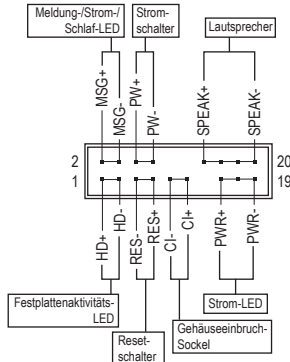 Meldung-/Strom-/
Schlaf-LED
Strom-
schalter
Lautsprecher
MSG+
MSG-
PW+
PW-
SPEAK+
SPEAK-
2
20
1
19
HD+
HD-
RES-
RES+
CI-
CI+
PWR+
PWR-
Festplattenaktivitäts-
LED
Reset-
schalter
Gehäuseeinbruch-
Sockel
Strom-LED